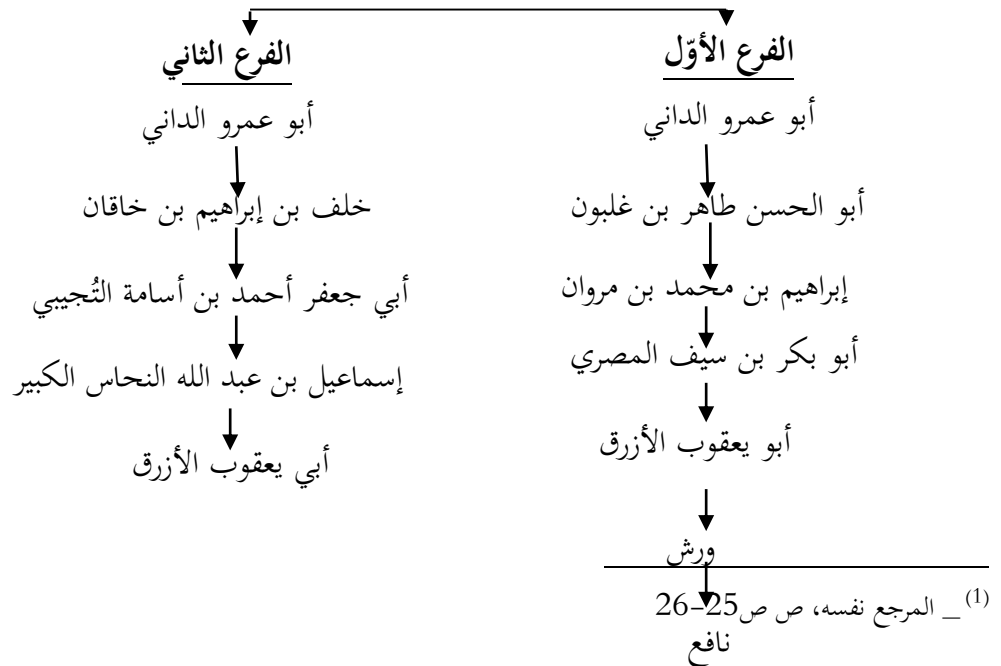 الفرع الأوّل
أبو عمرو الداني
أبو الحسن طاهر بن غلبون
إبراهيم بن محمد بن مروان
أبو بكر بن سيف المصري
أبو يعقوب الأزرق
ورش
نافع
الفرع الثاني
أبو عمرو الداني
خلف بن إبراهيم بن خاقان
أبي جعفر أحمد بن أسامة التُجيبي
إسماعيل بن عبد الله النحاس الكبير
أبي يعقوب الأزرق
(1) _ المرجع نفسه، ص ص25-26